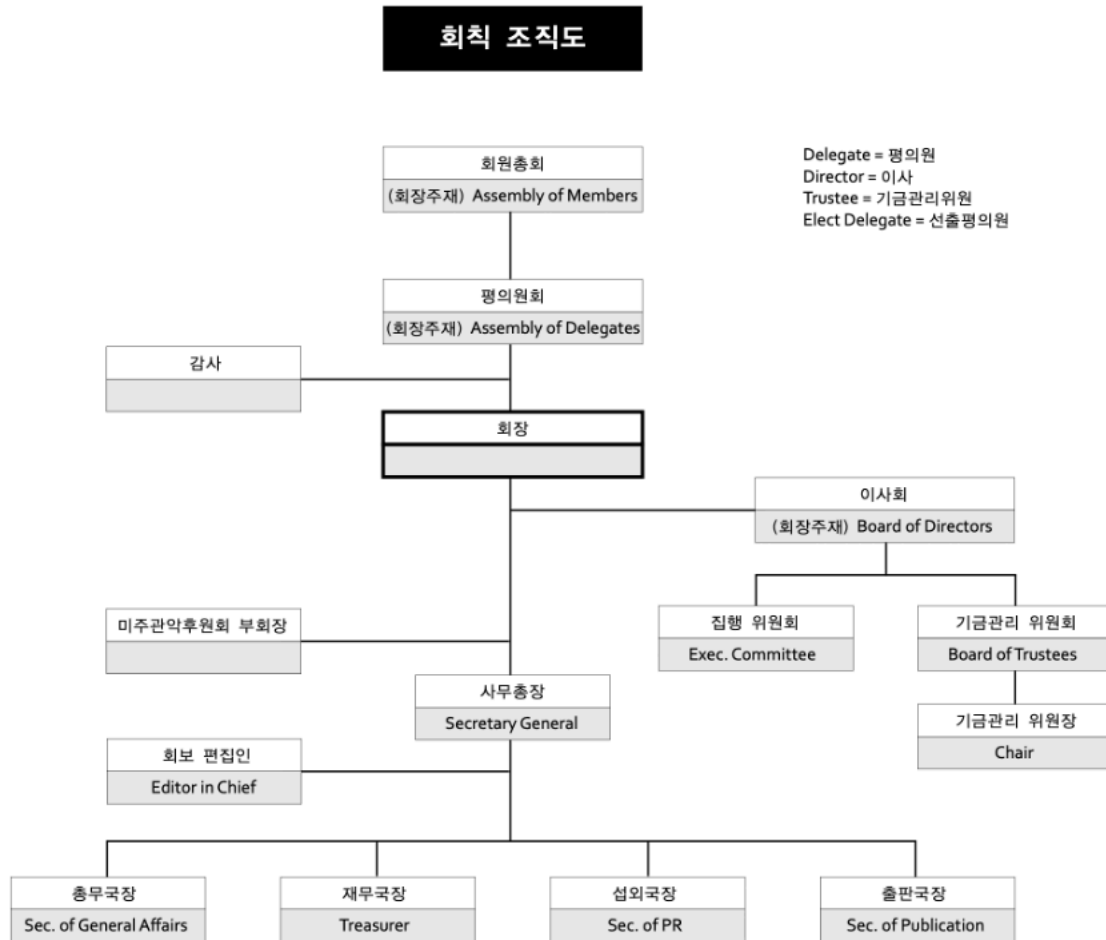 회칙 조직도
회원총회
(회장주재) Assembly of Members
Delegate = 평의원
Director = 이사
Trustee = 기금관리위원
Elect Delegate = 선출평의원
평의원회
(회장주재) Assembly of Delegates
감사
회장
이사회
(회장주재) Board of Directors
미주관악후원회 부회장
집행 위원회
Exec. Committee
기금관리 위원회
Board of Trustees
사무총장
Secretary General
기금관리 위원장
Chair
회보 편집인
Editor in Chief
총무국장
Sec. of General Affairs
재무국장
Treasurer
섭외국장
Sec. of PR
출판국장
Sec. of Publication